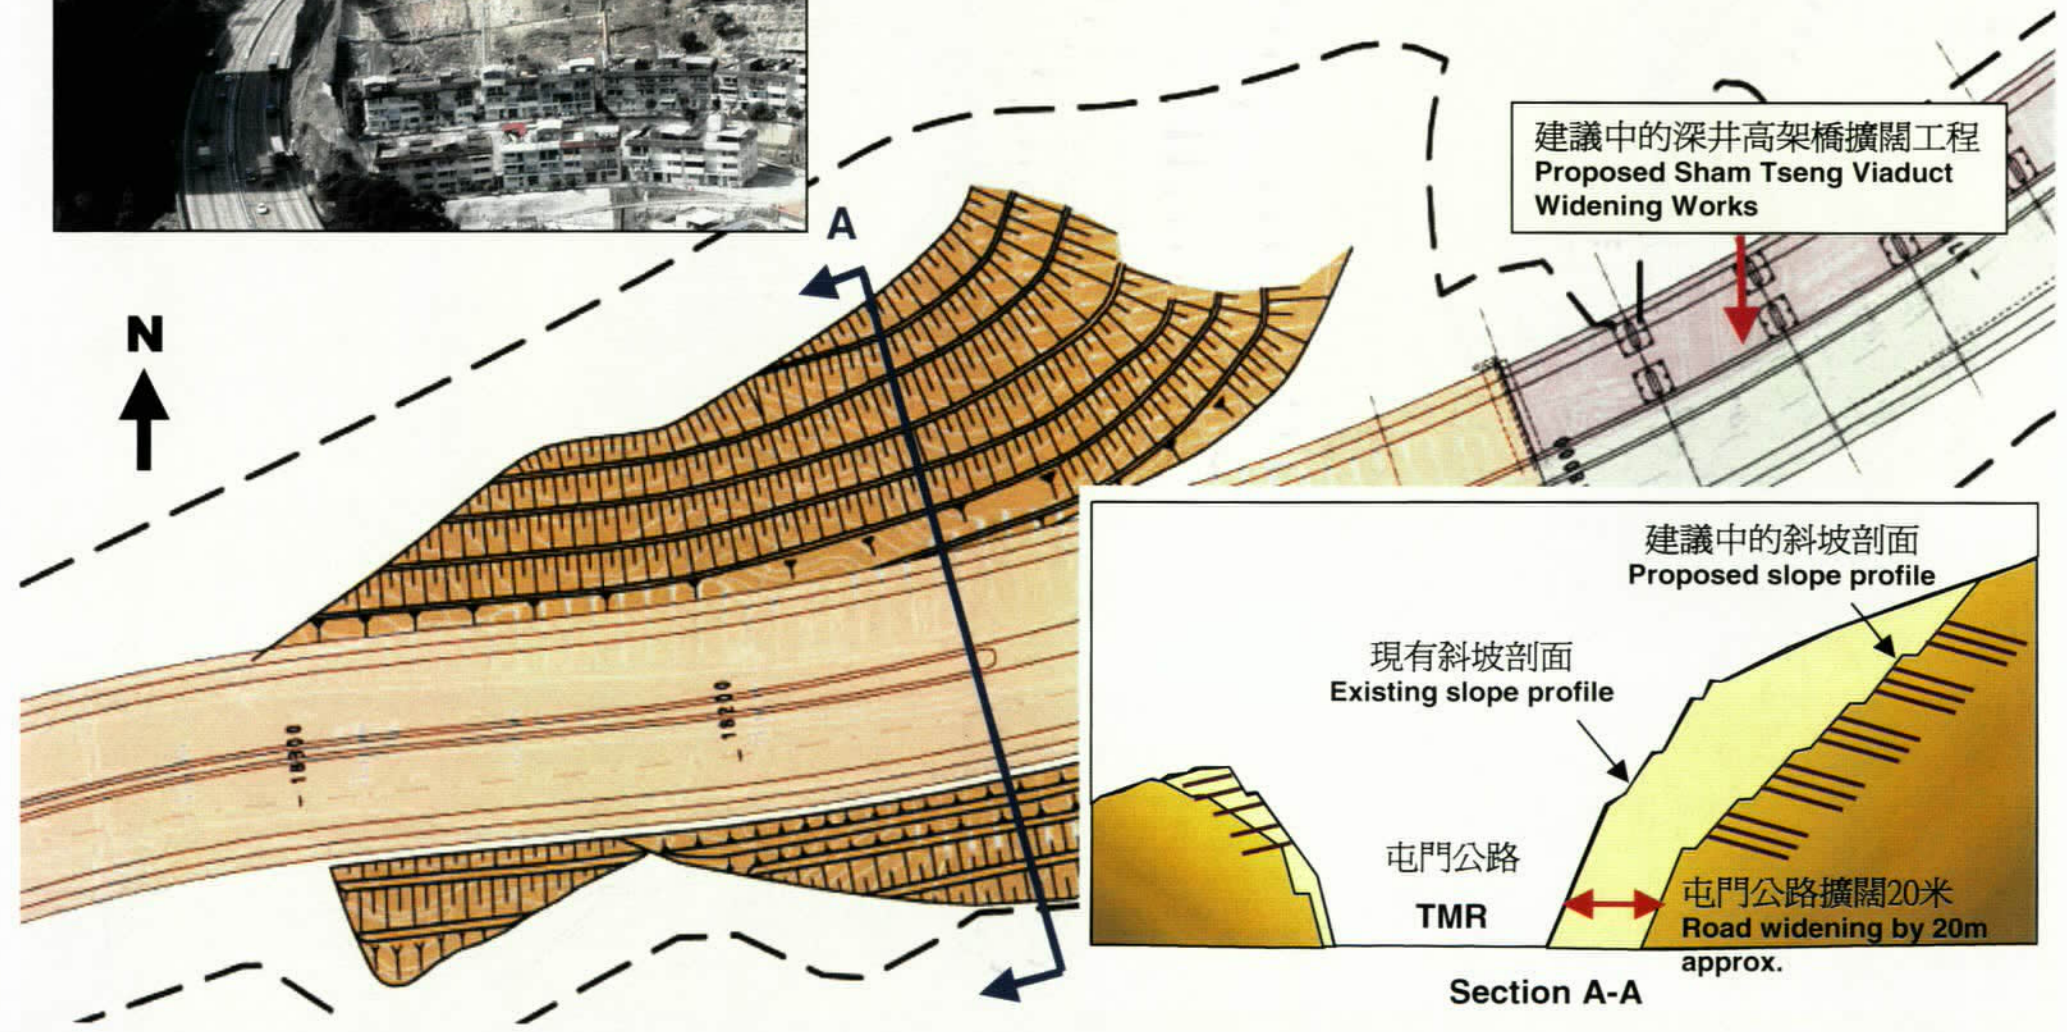 建議中的深井高架橋擴闊工程
Proposed Sham Tseng Viaduct
Widening Works
A
N
18300
18200
建議中的斜坡剖面
Proposed slope profile
現有斜坡剖面
Existing slope profile
屯門公路
TMR
屯門公路擴闊20米
Road widening by 20m
approx.
Section A-A